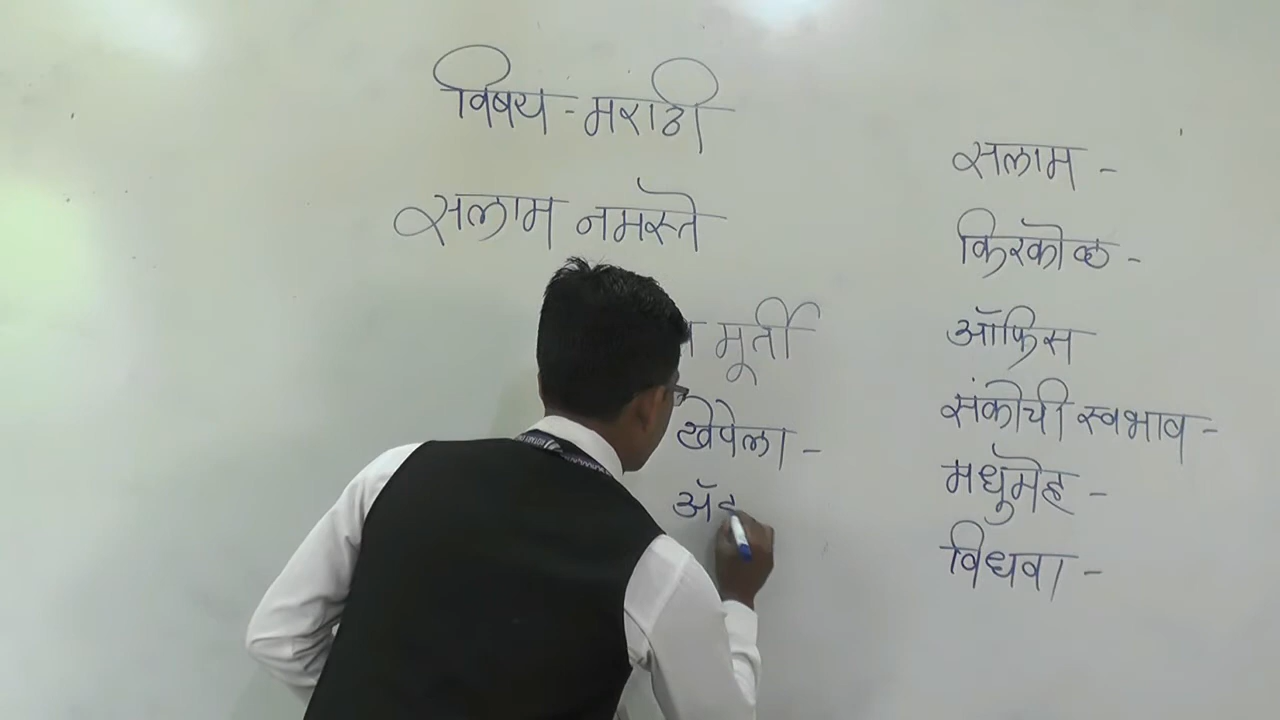 विषय - मराठी
सलाम नमस्ते
मूर्ती
खेपेला -
सलाम -
किरकोळ -
ऑफिस
संकोची स्वभाव -
मधुमेह -
विधवा -